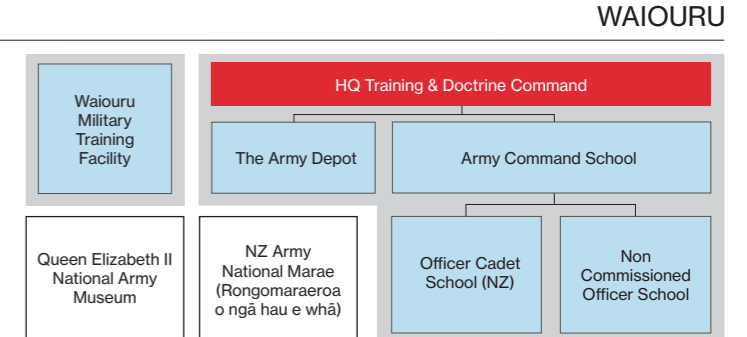 WAIOURU
Waiouru
Military
Training
Facility
HQ Training & Doctrine Command
The Army Depot
Army Command School
Queen Elizabeth II
National Army
Museum
NZ Army
National Marae
(Rongomaraeroa
o ngā hau e whā)
Officer Cadet
School (NZ)
Non
Commissioned
Officer School